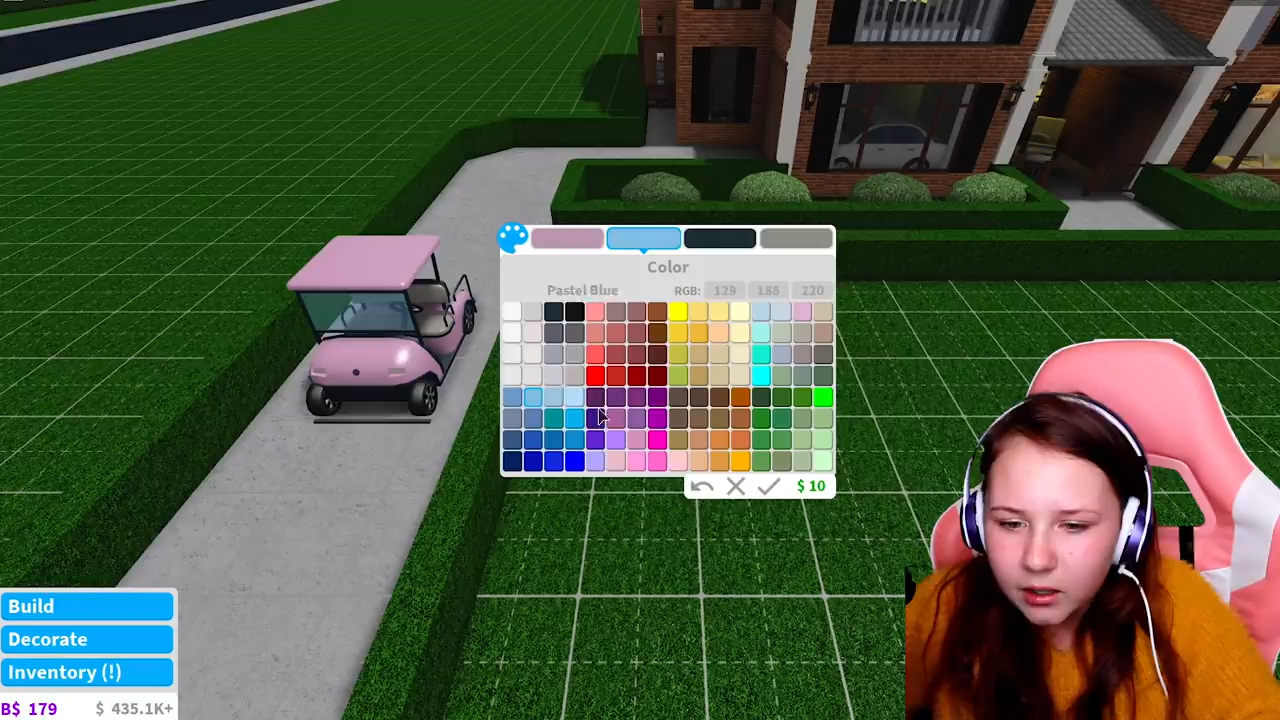 Color
Pastel Blue RGB: 129 188 220
$ 10
Build
Decorate
Inventory (!)
B$ 179 $ 435.1K+